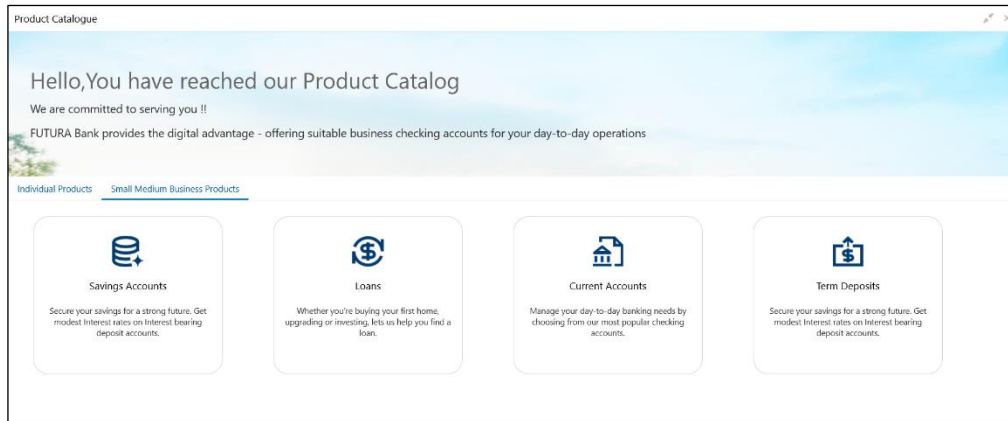 Product Catalogue
Hello,You have reached our Product Catalog
We are committed to serving you !!
FUTURA Bank provides the digital advantage - offering suitable business checking accounts for your day-to-day operations
Individual Products Small Medium Business Products
Savings Accounts
Secure your savings for a strong future. Get
modest Interest rates on Interest bearing
deposit accounts.
Loans
Whether you're buying your first home,
upgrading or investing, lets us help you find a
loan.
Current Accounts
Manage your day-to-day banking needs by
choosing from our most popular checking
accounts.
Term Deposits
Secure your savings for a strong future. Get
modest Interest rates on Interest bearing
deposit accounts.